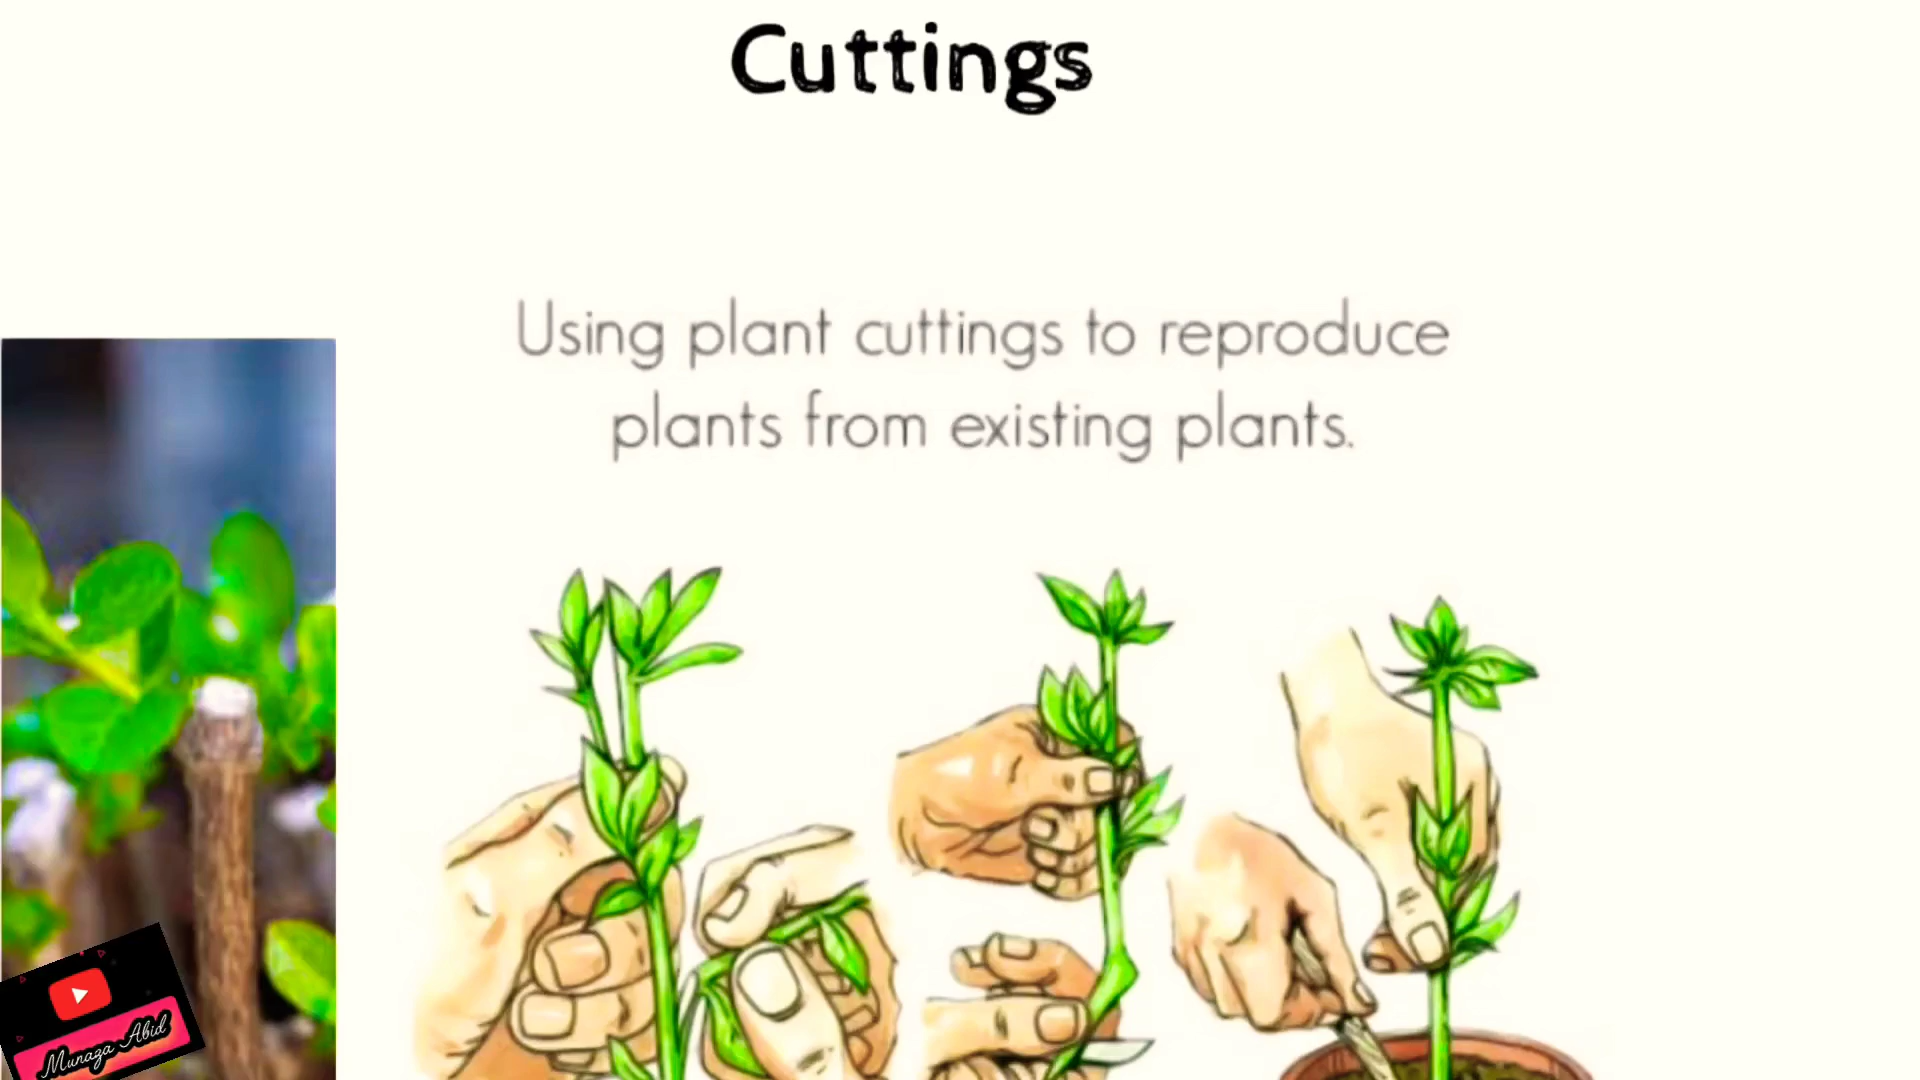 Cuttings
Using plant cuttings to reproduce
plants from existing plants.
Munaza Abid